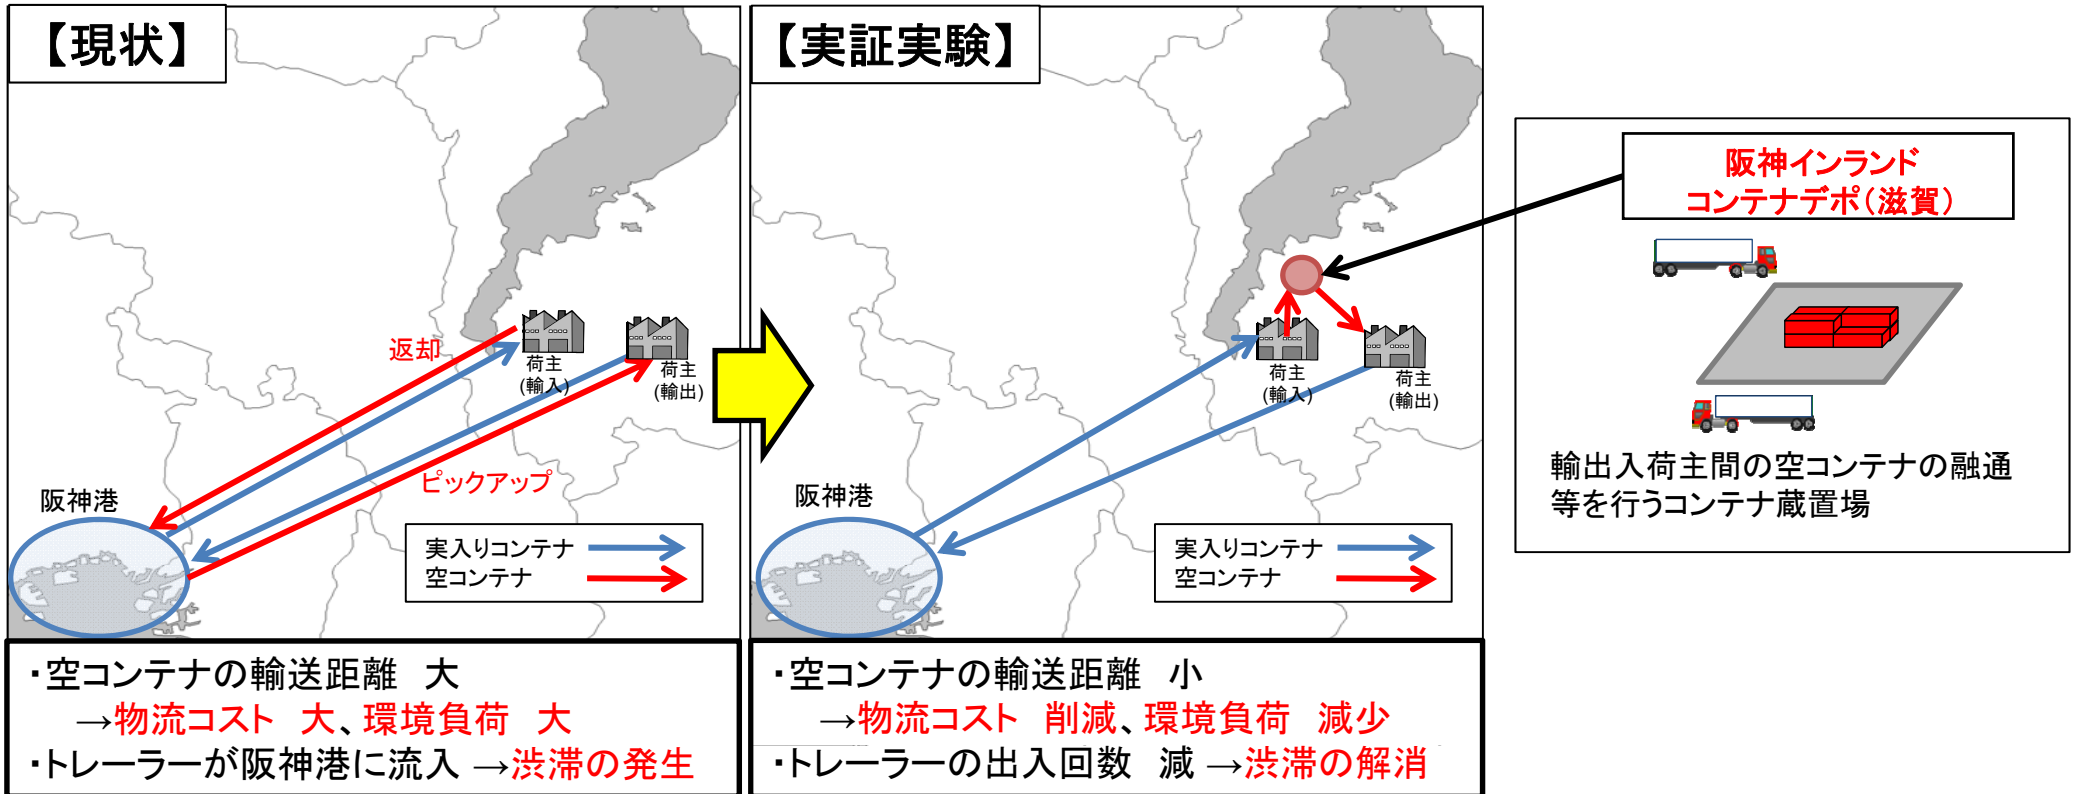 【現状】
返却
荷主
(輸入)
荷主
(輸出)
ピックアップ
阪神港
実入りコンテナ
空コンテナ
・空コンテナの輸送距離　大
→物流コスト　大、環境負荷　大
・トレーラーが阪神港に流入 →渋滞の発生
【実証実験】
荷主
(輸入)
荷主
(輸出)
阪神港
実入りコンテナ
空コンテナ
・空コンテナの輸送距離　小
→物流コスト　削減、環境負荷　減少
・トレーラーの出入回数　減 →渋滞の解消
阪神インランド
コンテナデポ（滋賀）
輸出入荷主間の空コンテナの融通
等を行うコンテナ蔵置場